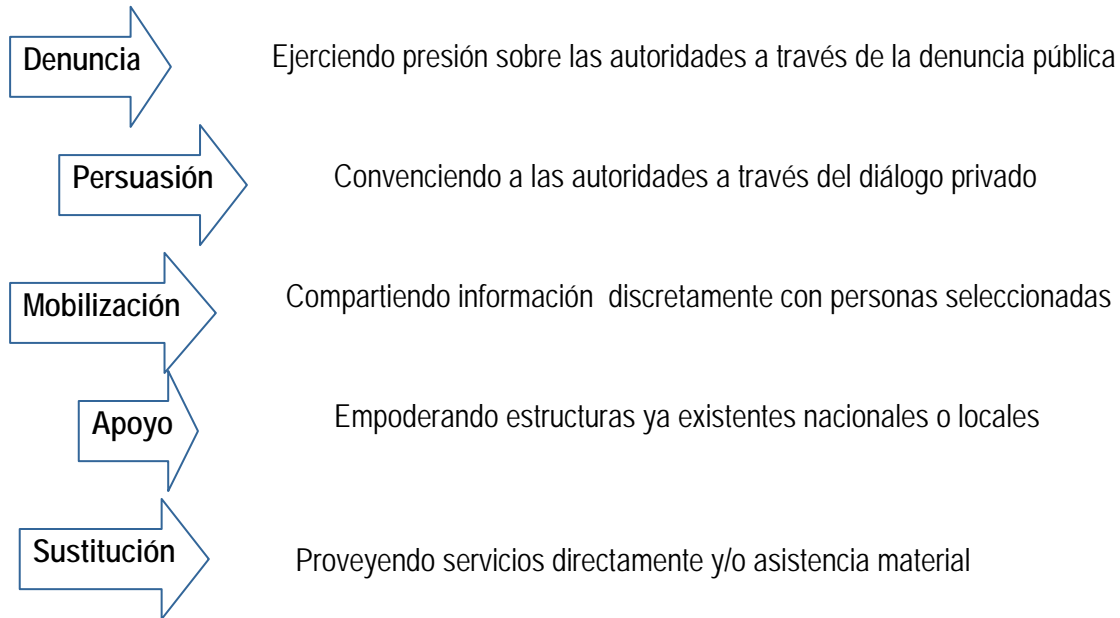 Denuncia Ejerciendo presión sobre las autoridades a través de la denuncia pública
Persuasión Convenciendo a las autoridades a través del diálogo privado
Mobilización Compartiendo información discretamente con personas seleccionadas
Apoyo Empoderando estructuras ya existentes nacionales o locales
Sustitución Proveyendo servicios directamente y/o asistencia material